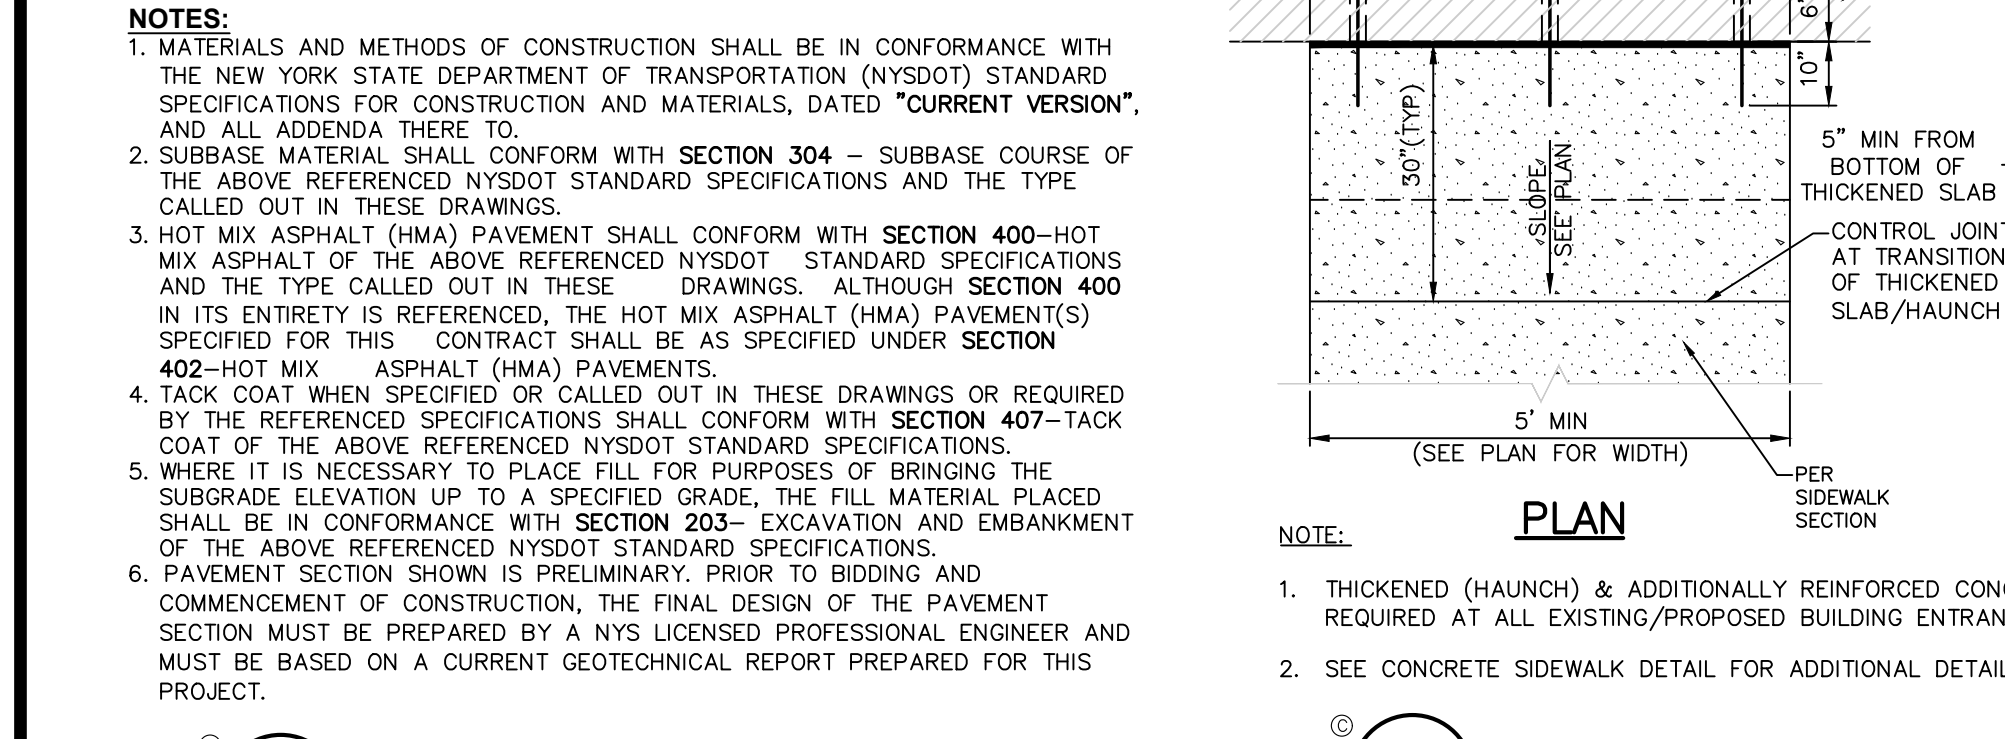 NOTES:
1. MATERIALS AND METHODS OF CONSTRUCTION SHALL BE IN CONFORMANCE WITH
THE NEW YORK STATE DEPARTMENT OF TRANSPORTATION (NYSDOT) STANDARD
SPECIFICATIONS FOR CONSTRUCTION AND MATERIALS, DATED "CURRENT VERSION",
AND ALL ADDENDA THERE TO.
2. SUBBASE MATERIAL SHALL CONFORM WITH SECTION 304 – SUBBASE COURSE OF
THE ABOVE REFERENCED NYSDOT STANDARD SPECIFICATIONS AND THE TYPE
CALLED OUT IN THESE DRAWINGS.
3. HOT MIX ASPHALT (HMA) PAVEMENT SHALL CONFORM WITH SECTION 400–HOT
MIX ASPHALT OF THE ABOVE REFERENCED NYSDOT STANDARD SPECIFICATIONS
AND THE TYPE CALLED OUT IN THESE DRAWINGS. ALTHOUGH SECTION 400
IN ITS ENTIRETY IS REFERENCED, THE HOT MIX ASPHALT (HMA) PAVEMENT(S)
SPECIFIED FOR THIS CONTRACT SHALL BE AS SPECIFIED UNDER SECTION
402–HOT MIX ASPHALT (HMA) PAVEMENTS.
4. TACK COAT WHEN SPECIFIED OR CALLED OUT IN THESE DRAWINGS OR REQUIRED
BY THE REFERENCED SPECIFICATIONS SHALL CONFORM WITH SECTION 407–TACK
COAT OF THE ABOVE REFERENCED NYSDOT STANDARD SPECIFICATIONS.
5. WHERE IT IS NECESSARY TO PLACE FILL FOR PURPOSES OF BRINGING THE
SUBGRADE ELEVATION UP TO A SPECIFIED GRADE, THE FILL MATERIAL PLACED
SHALL BE IN CONFORMANCE WITH SECTION 203– EXCAVATION AND EMBANKMENT
OF THE ABOVE REFERENCED NYSDOT STANDARD SPECIFICATIONS.
6. PAVEMENT SECTION SHOWN IS PRELIMINARY. PRIOR TO BIDDING AND
COMMENCEMENT OF CONSTRUCTION, THE FINAL DESIGN OF THE PAVEMENT
SECTION MUST BE PREPARED BY A NYS LICENSED PROFESSIONAL ENGINEER AND
MUST BE BASED ON A CURRENT GEOTECHNICAL REPORT PREPARED FOR THIS
PROJECT.
6"
10"
30"(TYP.)
SLOPE
SEE PLAN
5" MIN FROM
BOTTOM OF
THICKENED SLAB
CONTROL JOINT
AT TRANSITION
OF THICKENED
SLAB/HAUNCH
5' MIN
(SEE PLAN FOR WIDTH)
PER
SIDEWALK
SECTION
PLAN
NOTE:
1. THICKENED (HAUNCH) & ADDITIONALLY REINFORCED
REQUIRED AT ALL EXISTING/PROPOSED BUILDING
2. SEE CONCRETE SIDEWALK DETAIL FOR ADDITIONAL
©